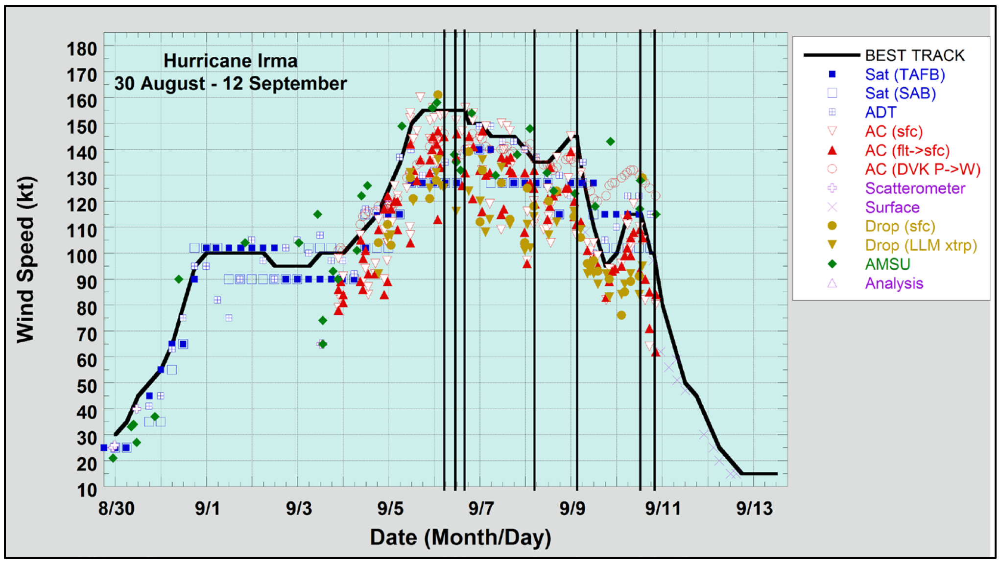 Hurricane Irma
30 August - 12 September
Wind Speed (kt)
180
170
160
150
140
130
120
110
100
90
80
70
60
50
40
30
20
10
8/30
9/1
9/3
9/5
9/7
9/9
9/11
9/13
Date (Month/Day)
BEST TRACK
Sat (TAFB)
Sat (SAB)
ADT
AC (sfc)
AC (flt->sfc)
AC (DVK P->W)
Scatterometer
Surface
Drop (sfc)
Drop (LLM xtrp)
AMSU
Analysis